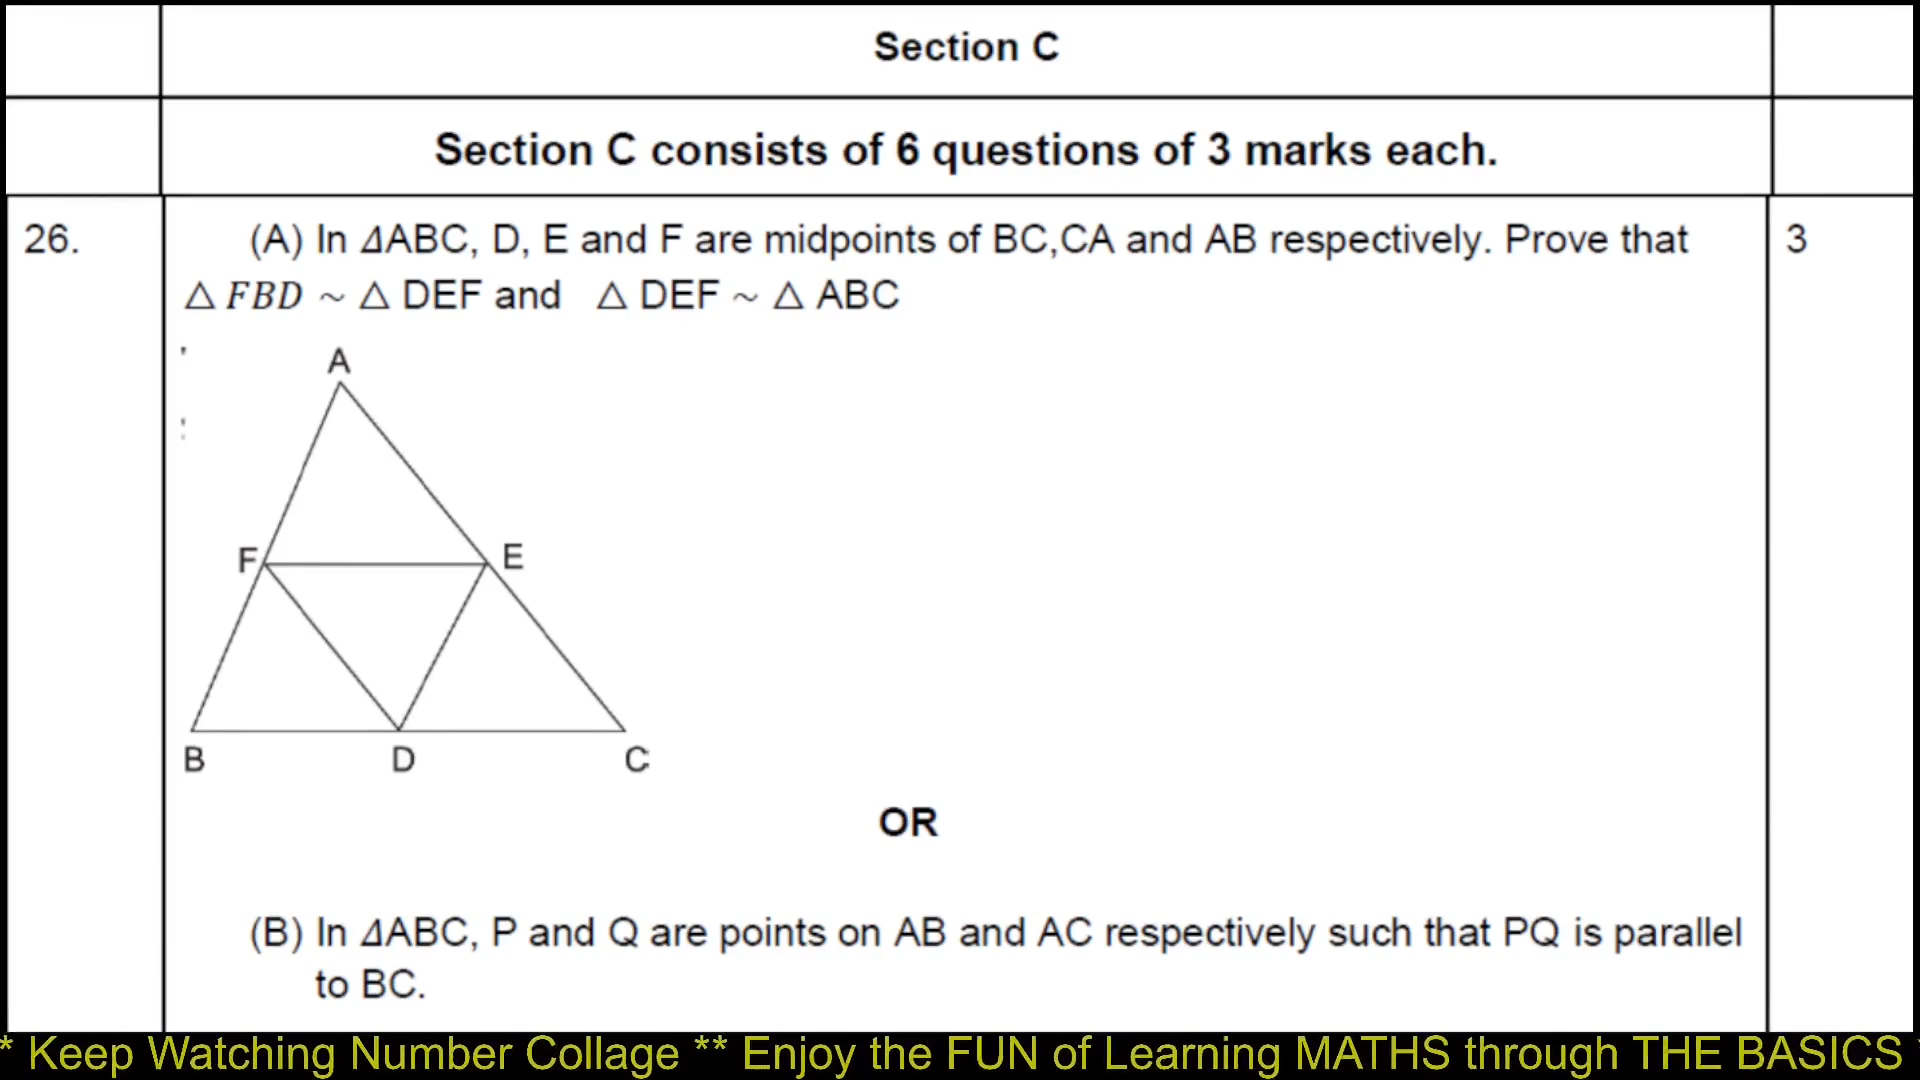 Section C
Section C consists of 6 questions of 3 marks each.
26.
(A) In ΔABC, D, E and F are midpoints of BC,CA and AB respectively. Prove that
3
△ FBD ~ △ DEF and △ DEF ~ △ ABC
A
F
E
B
D
C
OR
(B) In ΔABC, P and Q are points on AB and AC respectively such that PQ is parallel
to BC.
* Keep Watching Number Collage ** Enjoy the FUN of Learning MATHS through THE BASICS